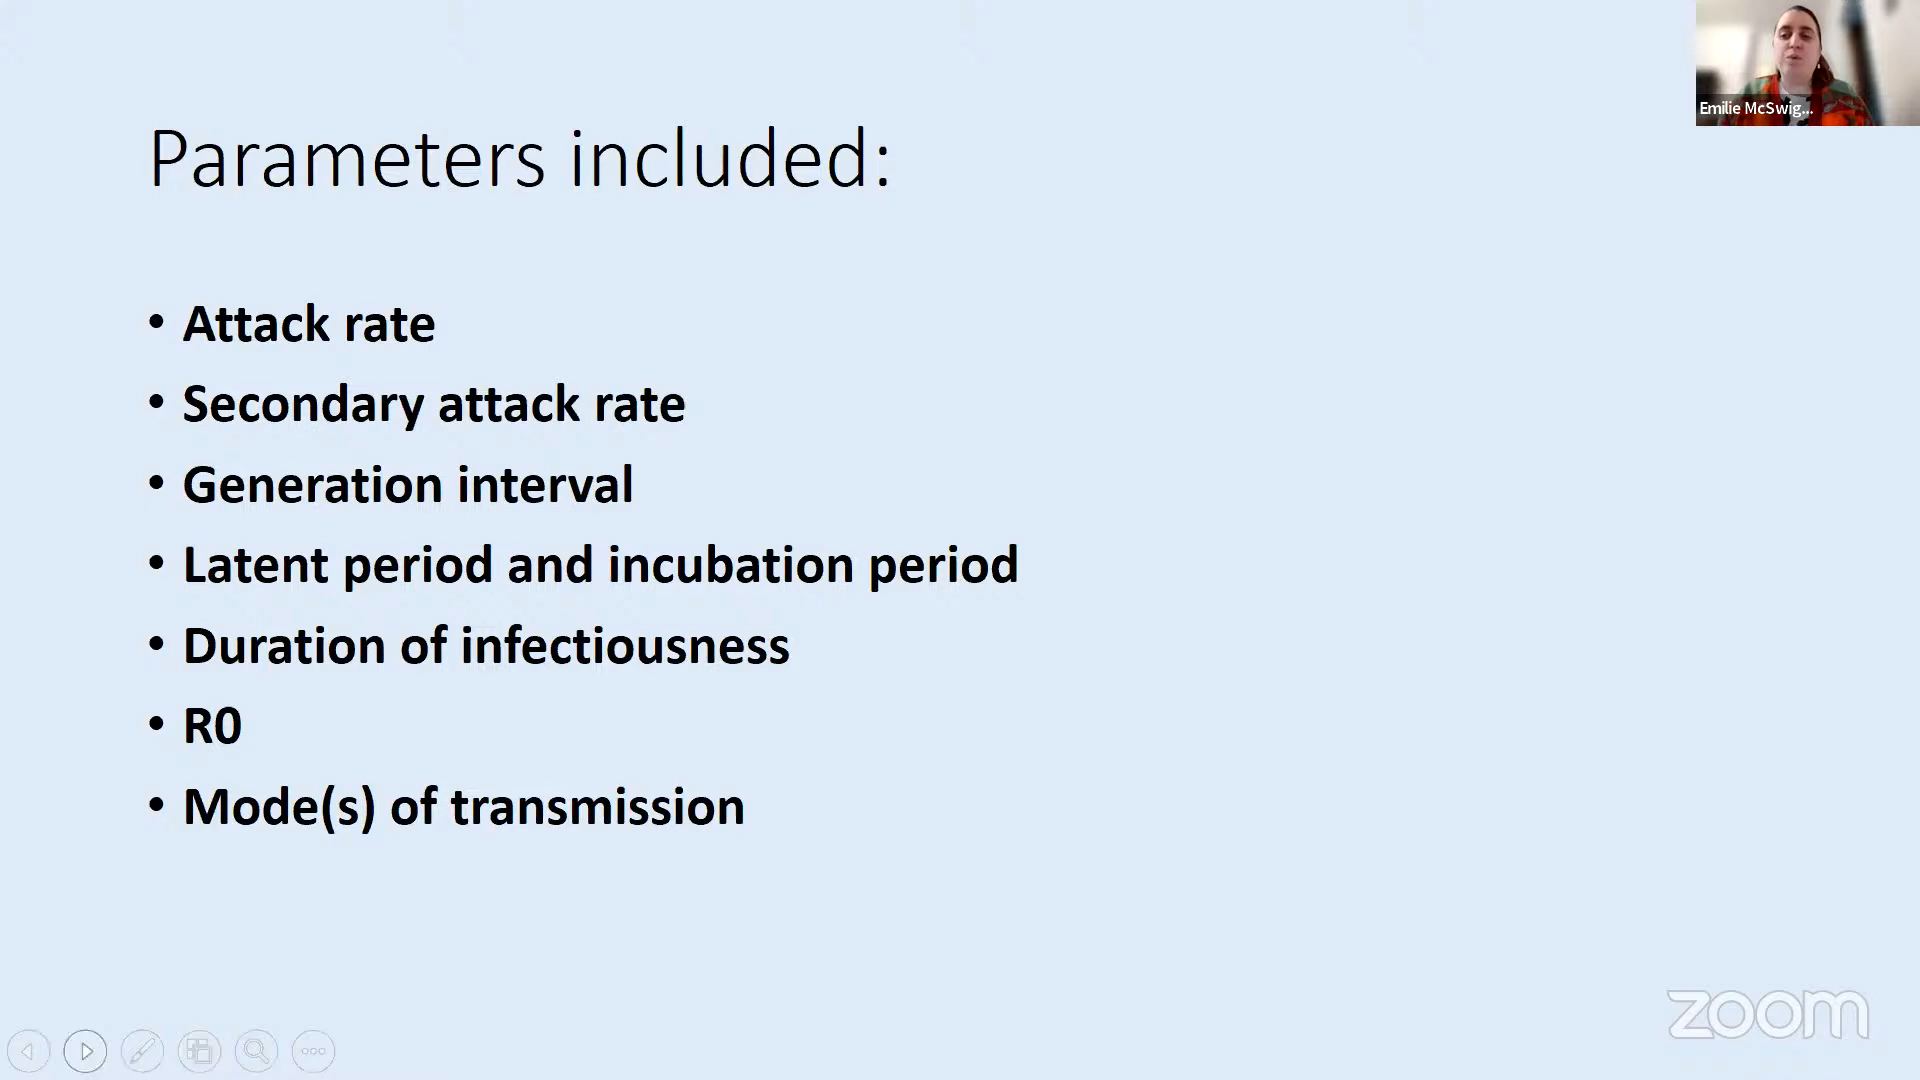 Emilie McSwig...
Parameters included:
• Attack rate
• Secondary attack rate
• Generation interval
• Latent period and incubation period
• Duration of infectiousness
• R0
• Mode(s) of transmission
zoom